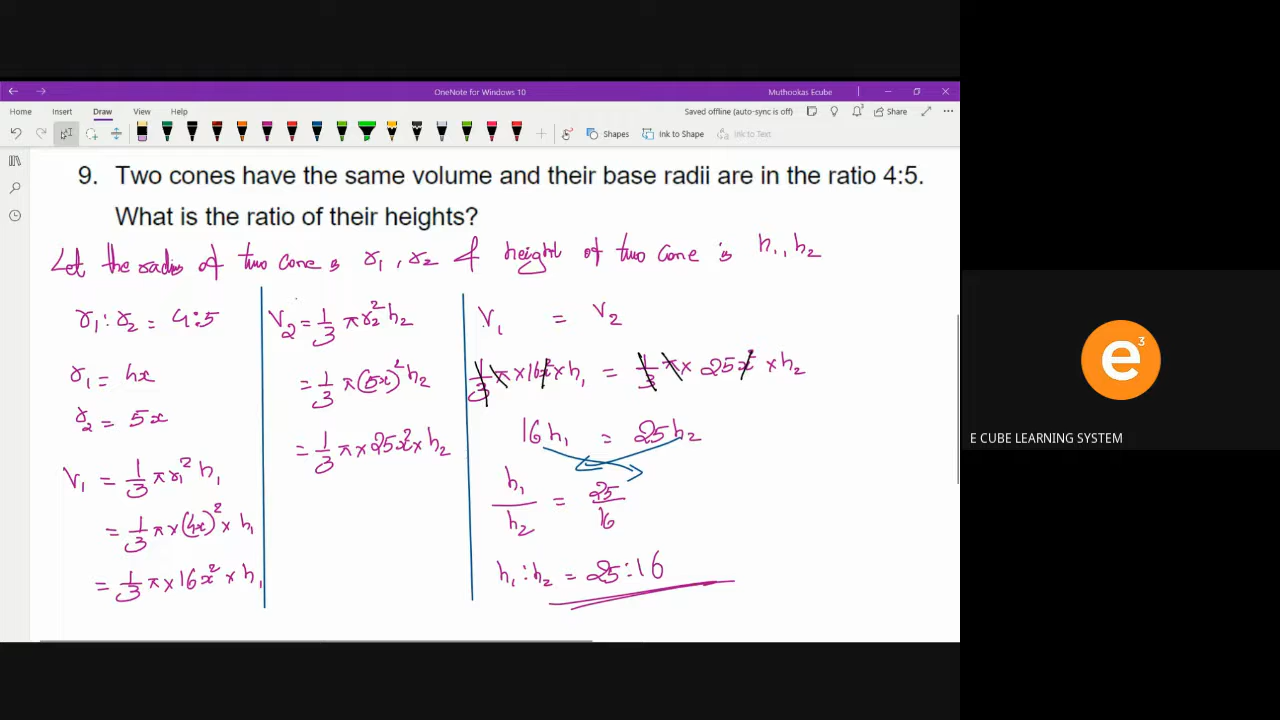 OneNote for Windows 10
Muthookas Ecube
Home Insert Draw View Help
Saved offline (auto-sync is off)
Share
Shapes
Ink to Shape
Ink to Text
9. Two cones have the same volume and their base radii are in the ratio 4:5.
What is the ratio of their heights?
Let the radius of two cone is r₁, r₂ & height of two cone is h₁, h₂
r₁ : r₂ = 4:5
r₁ = 4x
r₂ = 5x
V₁ = 1/3 πr₁² h₁
= 1/3 π × (4x)² × h₁
= 1/3 π × 16x² × h₁
V₂ = 1/3 πr₂² h₂
= 1/3 π (5x)² h₂
= 1/3 π × 25x² × h₂
V₁ = V₂
1/3 π × 16x² × h₁ = 1/3 π × 25x² × h₂
16h₁ = 25h₂
h₁/h₂ = 25/16
h₁ : h₂ = 25:16
e³
E CUBE LEARNING SYSTEM